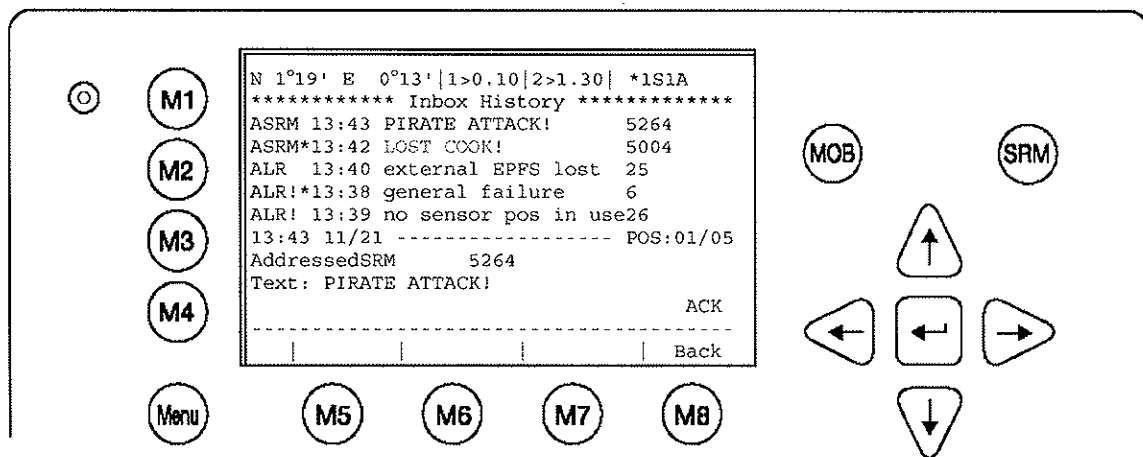 N 1°19' E 0°13'|1>0.10|2>1.30| *1S1A
************ Inbox History *************
ASRM 13:43 PIRATE ATTACK! 5264
ASRM*13:42 LOST COOK! 5004
ALR 13:40 external EPFS lost 25
ALR!*13:38 general failure 6
ALR! 13:39 no sensor pos in use26
13:43 11/21 ------------------ POS:01/05
AddressedSRM 5264
Text: PIRATE ATTACK!
ACK
| | | | Back
M1
M2
M3
M4
Menu
M5
M6
M7
M8
MOB
SRM